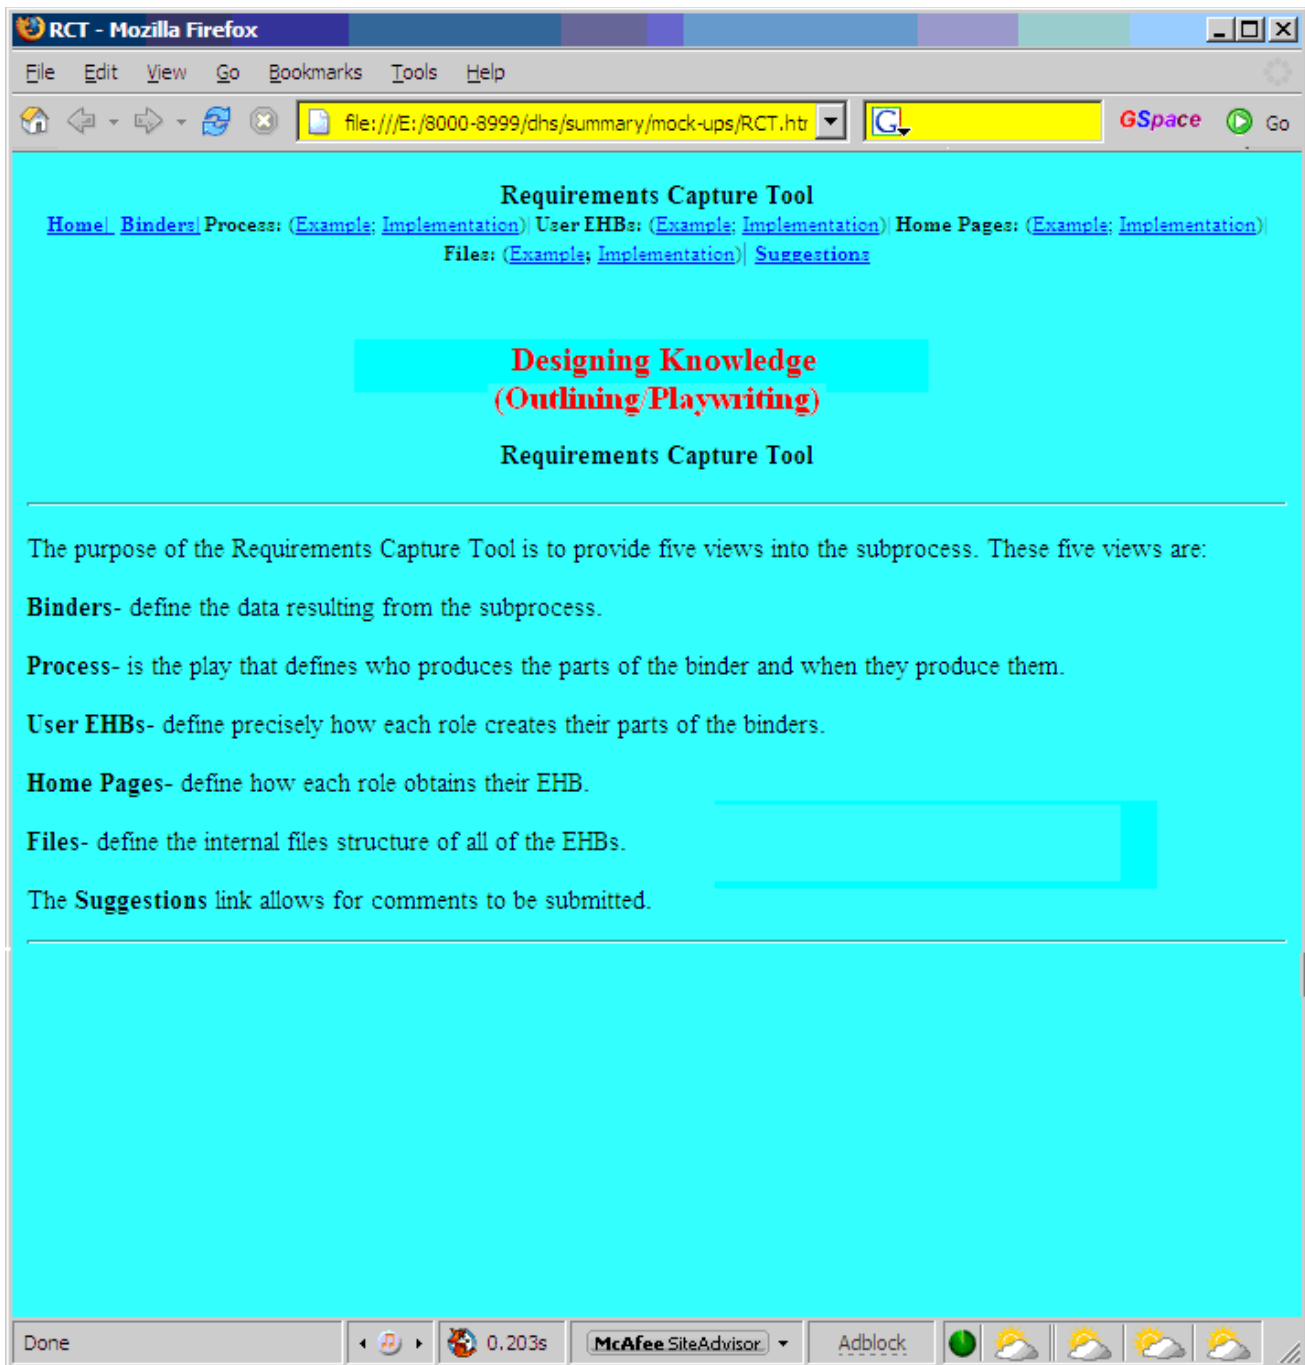 RCT - Mozilla Firefox
File Edit View Go Bookmarks Tools Help
file:///E:/8000-8999/dhs/summary/mock-ups/RCT.htr G GSpace Go
Requirements Capture Tool
Home| Binders| Process: (Example; Implementation)| User EHBs: (Example; Implementation)| Home Pages: (Example; Implementation)|
Files: (Example; Implementation)| Suggestions
Designing Knowledge
(Outlining/Playwriting)
Requirements Capture Tool
The purpose of the Requirements Capture Tool is to provide five views into the subprocess. These five views are:
Binders- define the data resulting from the subprocess.
Process- is the play that defines who produces the parts of the binder and when they produce them.
User EHBs- define precisely how each role creates their parts of the binders.
Home Pages- define how each role obtains their EHB.
Files- define the internal files structure of all of the EHBs.
The Suggestions link allows for comments to be submitted.
Done 0.203s McAfee SiteAdvisor Adblock